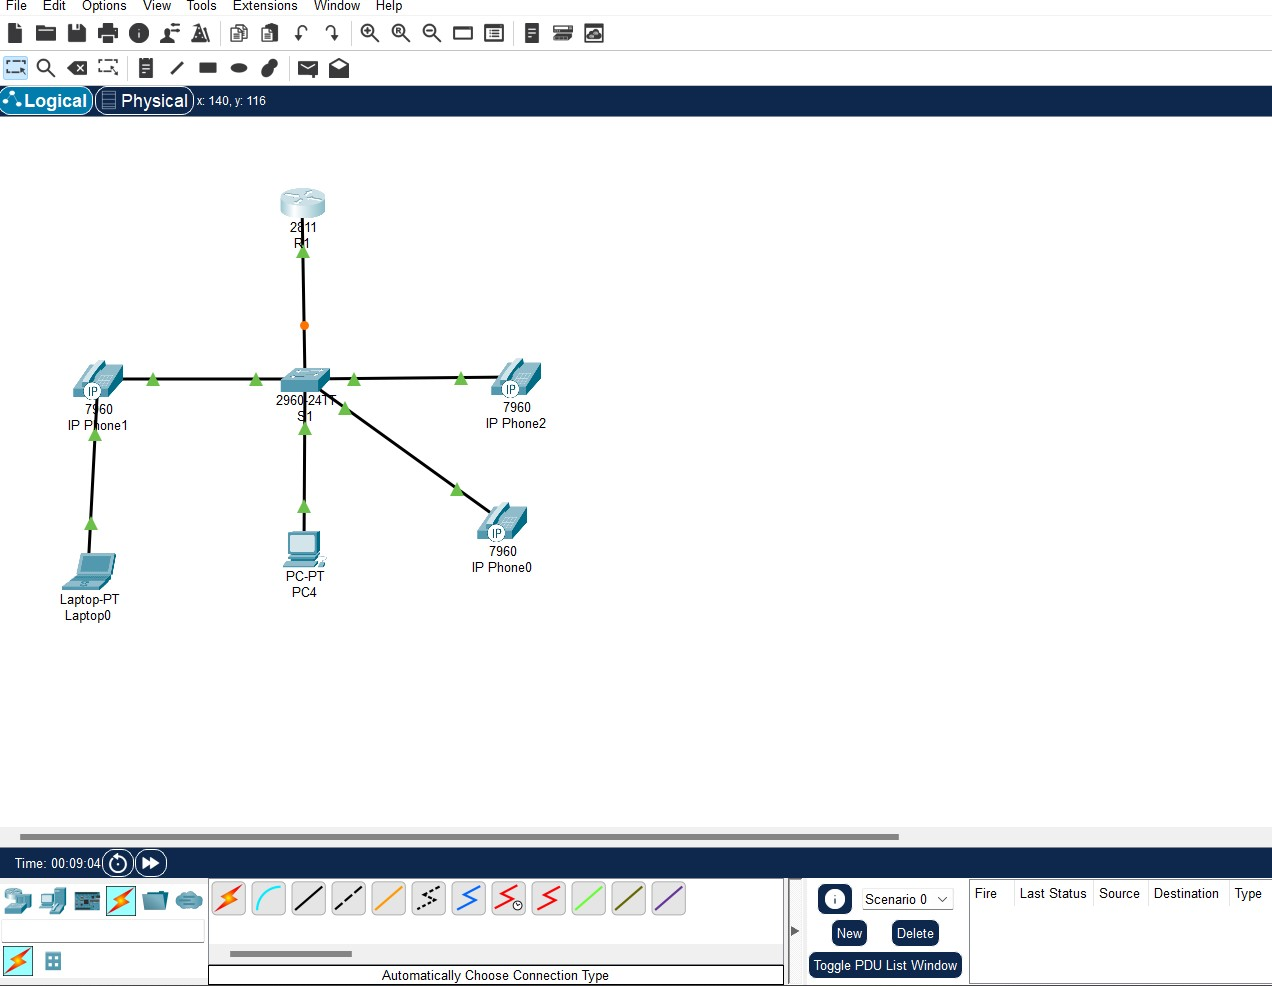 File Edit Options View Tools Extensions Window Help
Logical Physical x: 140, y: 116
2811
R1
7960
IP Phone1
2960-24TT
S1
7960
IP Phone2
7960
IP Phone0
PC-PT
PC4
Laptop-PT
Laptop0
Time: 00:09:04
Scenario 0
New Delete
Toggle PDU List Window
Fire Last Status Source Destination Type
Automatically Choose Connection Type